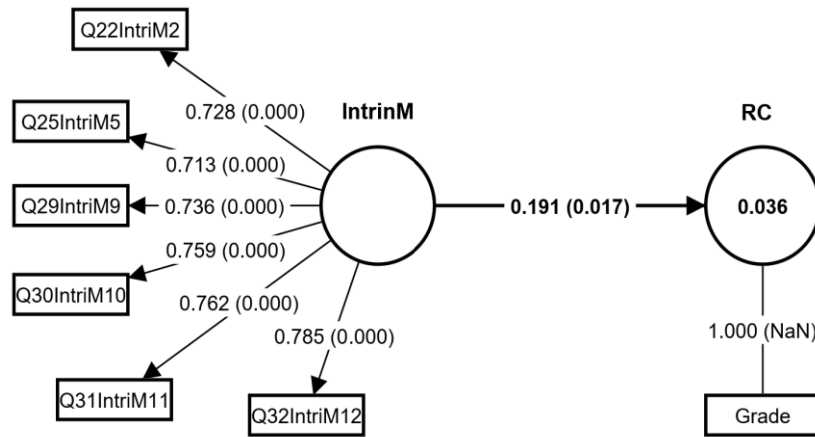 Q22IntriM2
0.728 (0.000)
IntrinM
RC
Q25IntriM5
0.713 (0.000)
Q29IntriM9
0.736 (0.000)
0.191 (0.017)
0.036
0.759 (0.000)
Q30IntriM10
0.762 (0.000)
0.785 (0.000)
1.000 (NaN)
Q31IntriM11
Q32IntriM12
Grade